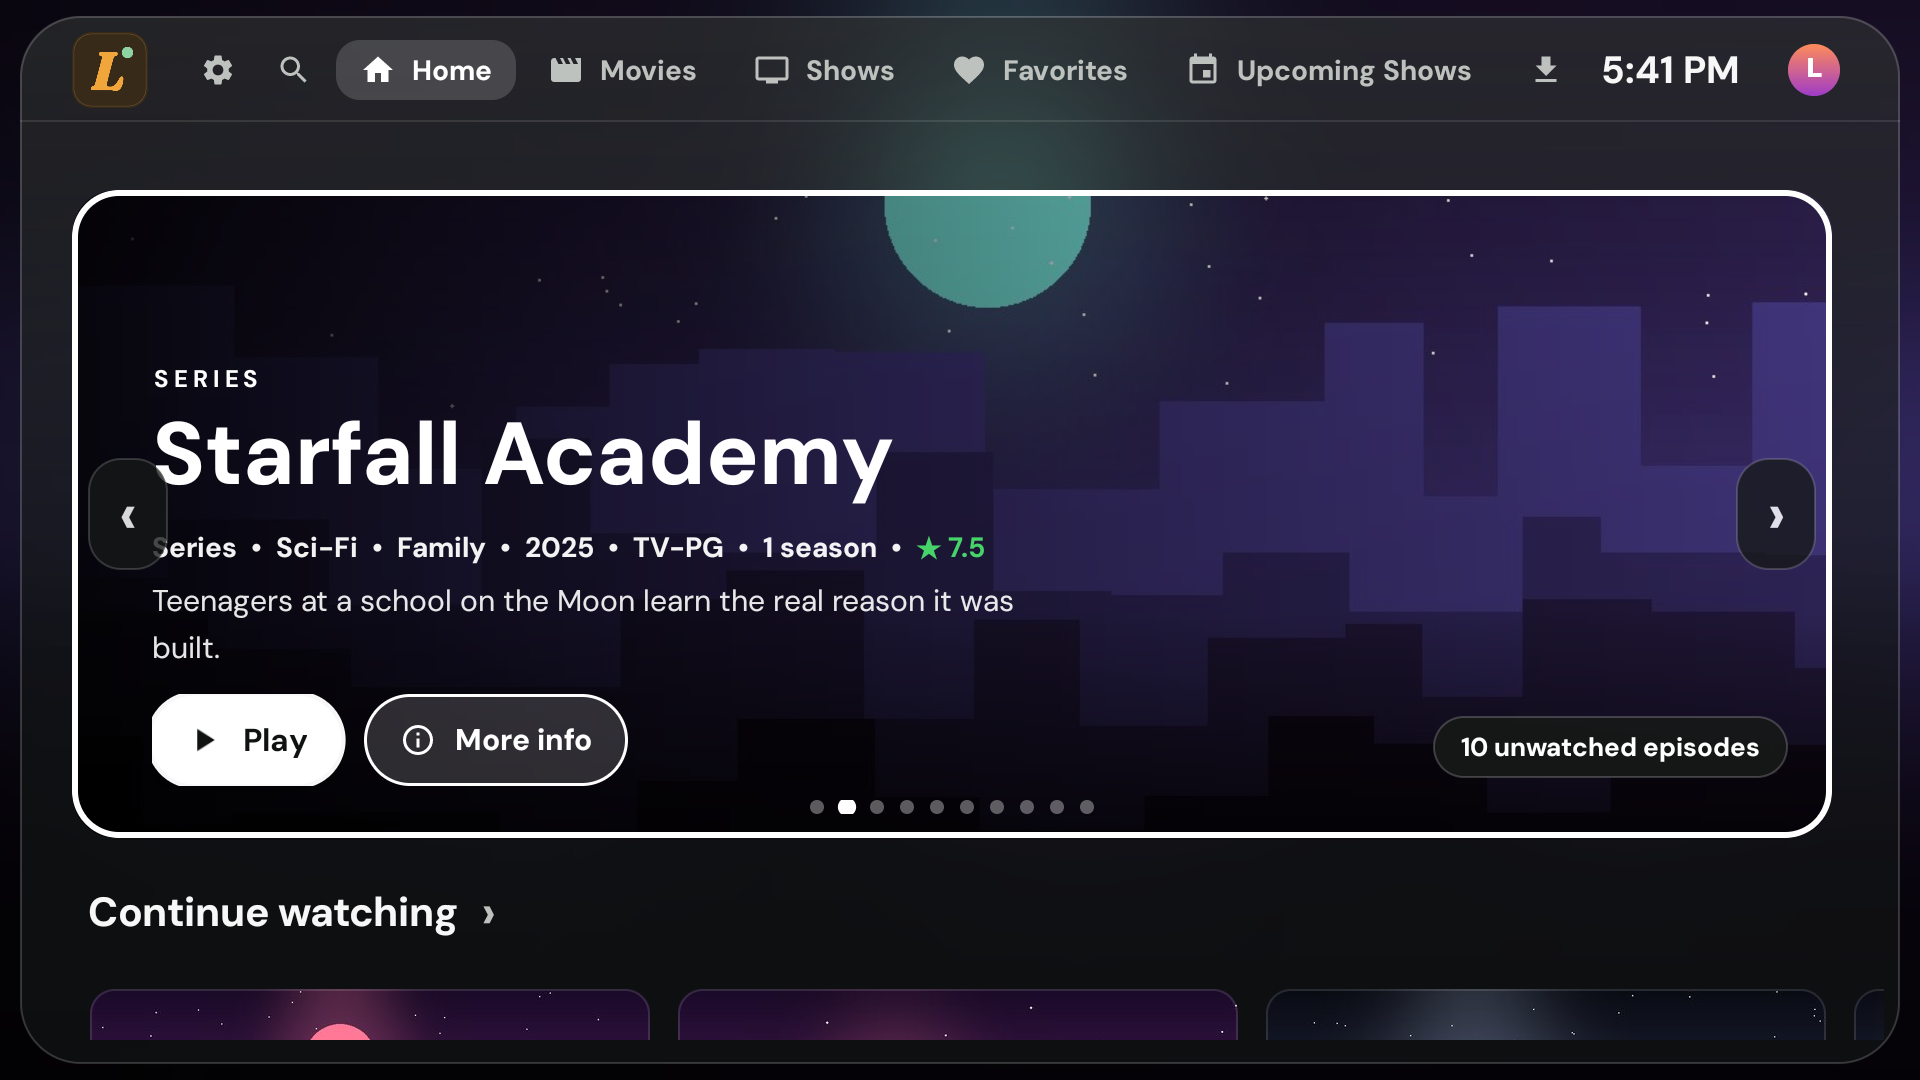 L
Home
Movies
Shows
Favorites
Upcoming Shows
5:41 PM
L
SERIES
Starfall Academy
Series • Sci-Fi • Family • 2025 • TV-PG • 1 season • ★ 7.5
Teenagers at a school on the Moon learn the real reason it was
built.
Play
More info
10 unwatched episodes
Continue watching ›